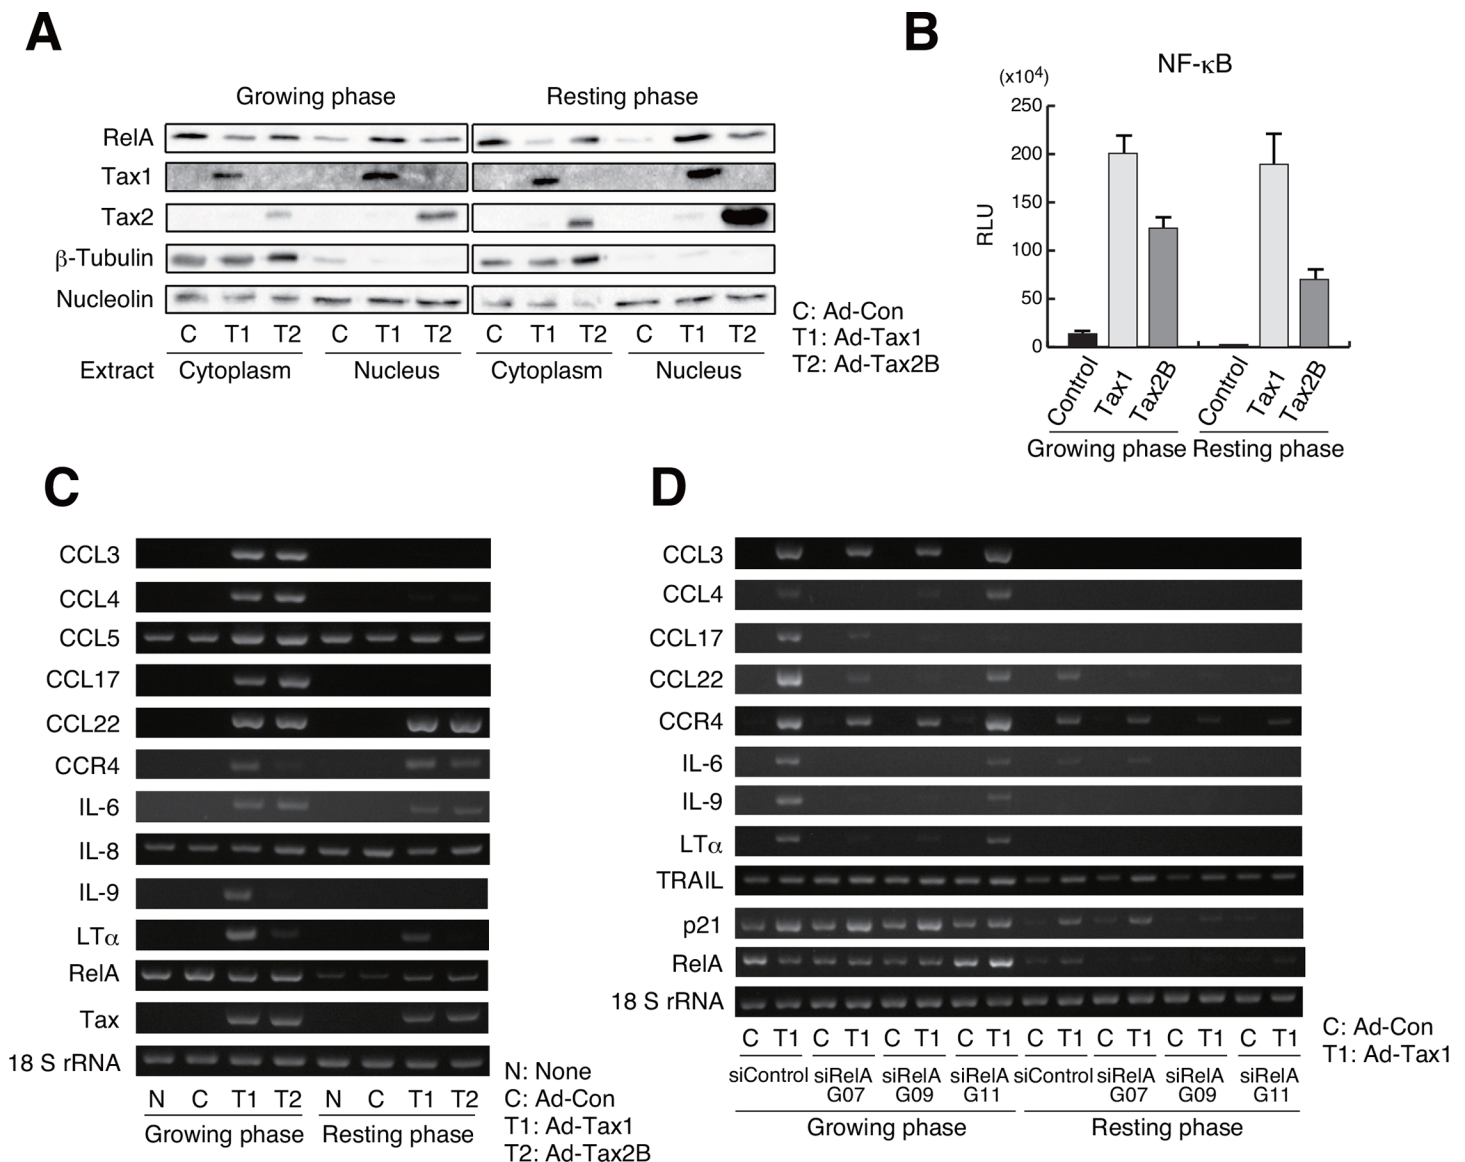 A
Growing phase
Resting phase
RelA
Tax1
Tax2
β-Tubulin
Nucleolin
C T1 T2 C T1 T2 C T1 T2 C T1 T2
Extract Cytoplasm Nucleus Cytoplasm Nucleus
C: Ad-Con
T1: Ad-Tax1
T2: Ad-Tax2B
B
NF-κB
(x10⁴)
250
200
150
100
50
0
RLU
Control Tax1 Tax2B Control Tax1 Tax2B
Growing phase Resting phase
C
CCL3
CCL4
CCL5
CCL17
CCL22
CCR4
IL-6
IL-8
IL-9
LTα
RelA
Tax
18 S rRNA
N C T1 T2 N C T1 T2
Growing phase Resting phase
N: None
C: Ad-Con
T1: Ad-Tax1
T2: Ad-Tax2B
D
CCL3
CCL4
CCL17
CCL22
CCR4
IL-6
IL-9
LTα
TRAIL
p21
RelA
18 S rRNA
C T1 C T1 C T1 C T1 C T1 C T1 C T1 C T1
siControl siRelA siRelA siRelA siControl siRelA siRelA siRelA
G07 G09 G11 G07 G09 G11
Growing phase Resting phase
C: Ad-Con
T1: Ad-Tax1